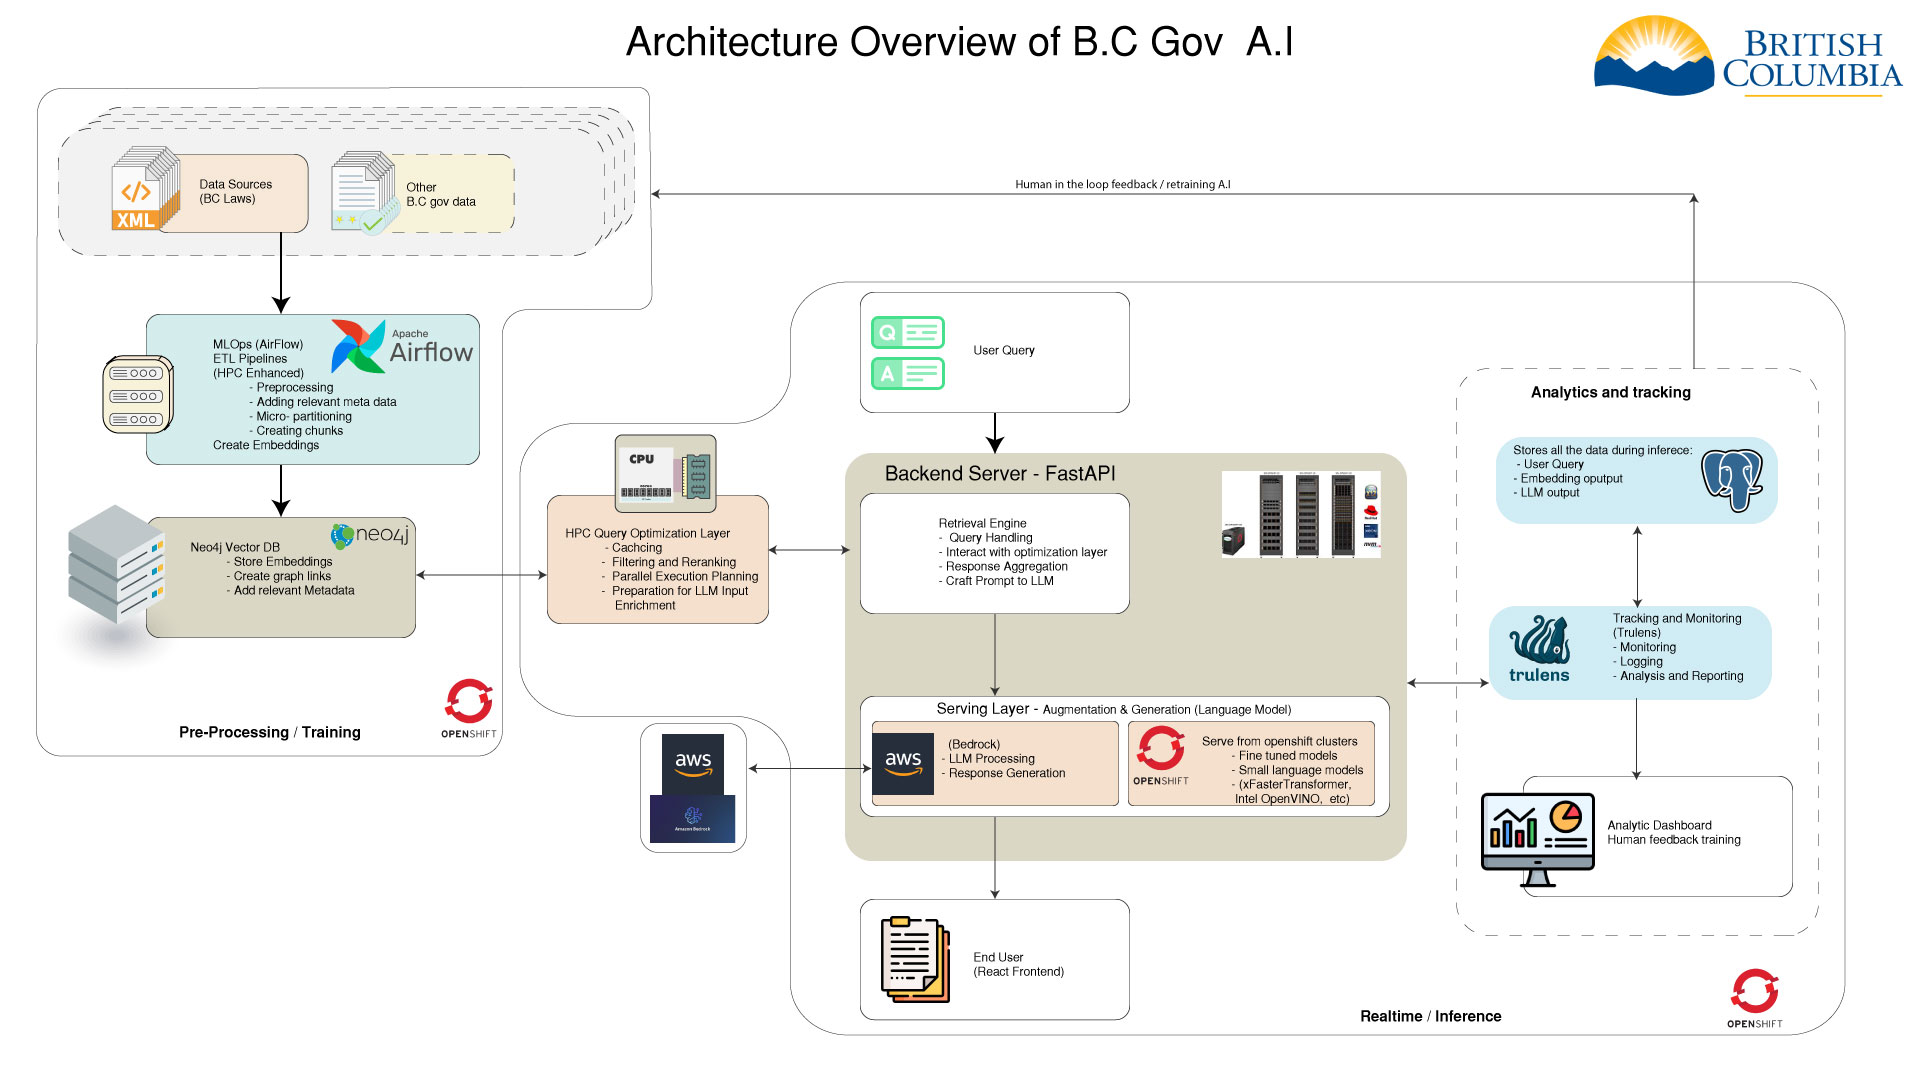 Architecture Overview of B.C Gov A.I
BRITISH
COLUMBIA
XML
Data Sources
(BC Laws)
Other
B.C gov data
Human in the loop feedback / retraining A.I
MLOps (AirFlow)
ETL Pipelines
(HPC Enhanced)
- Preprocessing
- Adding relevant meta data
- Micro- partitioning
- Creating chunks
Create Embeddings
Apache
Airflow
Neo4j Vector DB
- Store Embeddings
- Create graph links
- Add relevant Metadata
neo4j
OPENSHIFT
Pre-Processing / Training
CPU
HPC Query Optimization Layer
- Cachcing
- Filtering and Reranking
- Parallel Execution Planning
- Preparation for LLM Input
Enrichment
Q
A
User Query
Backend Server - FastAPI
Retrieval Engine
- Query Handling
- Interact with optimization layer
- Response Aggregation
- Craft Prompt to LLM
Serving Layer - Augmentation & Generation (Language Model)
aws
(Bedrock)
- LLM Processing
- Response Generation
OPENSHIFT
Serve from openshift clusters
- Fine tuned models
- Small language models
- (xFasterTransformer,
Intel OpenVINO, etc)
aws
Amazon Bedrock
End User
(React Frontend)
Analytics and tracking
Stores all the data during inferece:
- User Query
- Embedding oputput
- LLM output
trulens
Tracking and Monitoring
(Trulens)
- Monitoring
- Logging
- Analysis and Reporting
Analytic Dashboard
Human feedback training
Realtime / Inference
OPENSHIFT